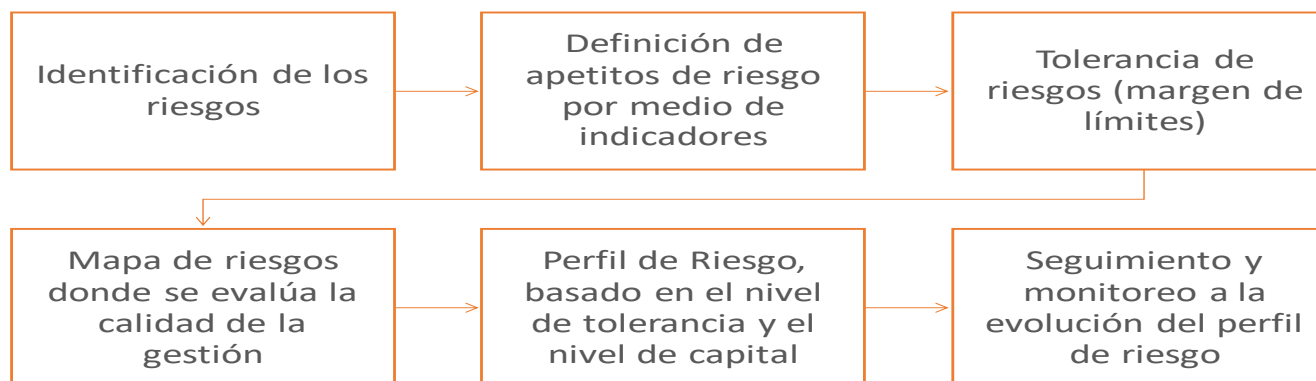 Identificación de los
riesgos
Definición de
apetitos de riesgo
por medio de
indicadores
Tolerancia de
riesgos (margen de
límites)
Mapa de riesgos
donde se evalúa la
calidad de la
gestión
Perfil de Riesgo,
basado en el nivel
de tolerancia y el
nivel de capital
Seguimiento y
monitoreo a la
evolución del perfil
de riesgo